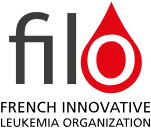 filo
FRENCH INNOVATIVE
LEUKEMIA ORGANIZATION